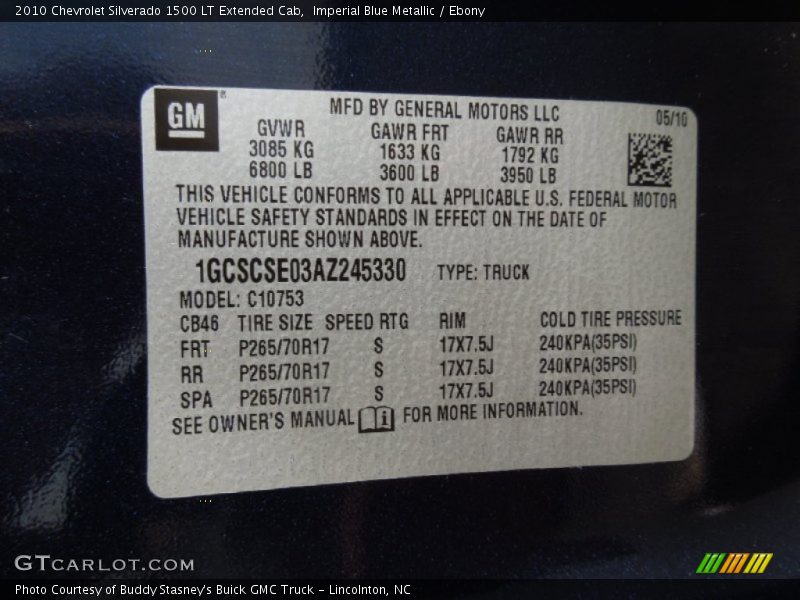 2010 Chevrolet Silverado 1500 LT Extended Cab, Imperial Blue Metallic / Ebony
GM
MFD BY GENERAL MOTORS LLC
05/10
GVWR GAWR FRT GAWR RR
3085 KG 1633 KG 1792 KG
6800 LB 3600 LB 3950 LB
THIS VEHICLE CONFORMS TO ALL APPLICABLE U.S. FEDERAL MOTOR
VEHICLE SAFETY STANDARDS IN EFFECT ON THE DATE OF
MANUFACTURE SHOWN ABOVE.
1GCSCSE03AZ245330 TYPE: TRUCK
MODEL: C10753
CB46 TIRE SIZE SPEED RTG RIM COLD TIRE PRESSURE
FRT P265/70R17 S 17X7.5J 240KPA(35PSI)
RR P265/70R17 S 17X7.5J 240KPA(35PSI)
SPA P265/70R17 S 17X7.5J 240KPA(35PSI)
SEE OWNER'S MANUAL i FOR MORE INFORMATION.
GTCARLOT.COM
Photo Courtesy of Buddy Stasney's Buick GMC Truck - Lincolnton, NC